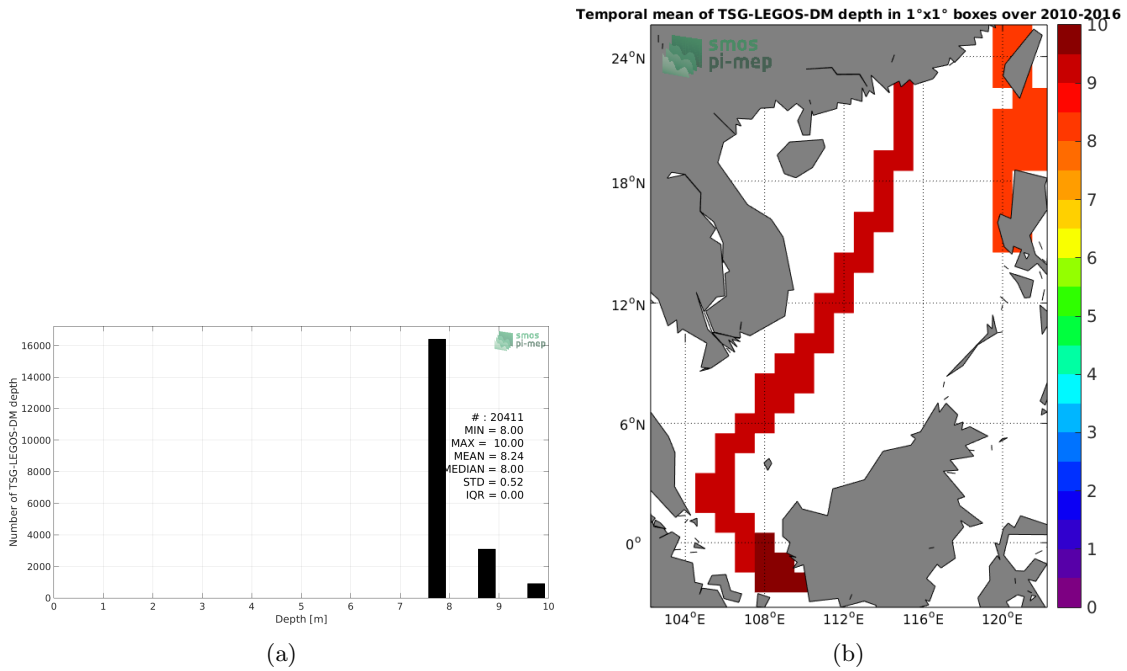 smos
pi-mep
16000
14000
12000
10000
8000
6000
4000
2000
0
Number of TSG-LEGOS-DM depth
# : 20411
MIN = 8.00
MAX = 10.00
MEAN = 8.24
MEDIAN = 8.00
STD = 0.52
IQR = 0.00
0 1 2 3 4 5 6 7 8 9 10
Depth [m]
(a)
Temporal mean of TSG-LEGOS-DM depth in 1°x1° boxes over 2010-2016
smos
pi-mep
24°N
18°N
12°N
6°N
0°
104°E 108°E 112°E 116°E 120°E
10
9
8
7
6
5
4
3
2
1
0
(b)